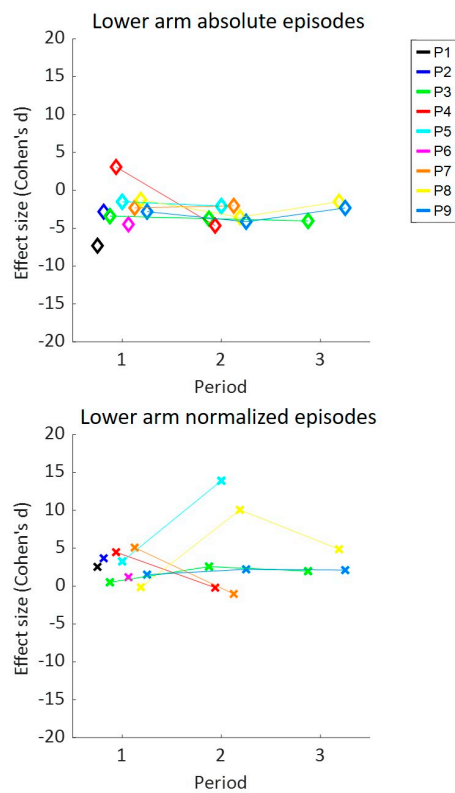 Lower arm absolute episodes
20
15
10
5
0
-5
-10
-15
-20
Effect size (Cohen's d)
1 2 3
Period
P1
P2
P3
P4
P5
P6
P7
P8
P9
Lower arm normalized episodes
20
15
10
5
0
-5
-10
-15
-20
Effect size (Cohen's d)
1 2 3
Period